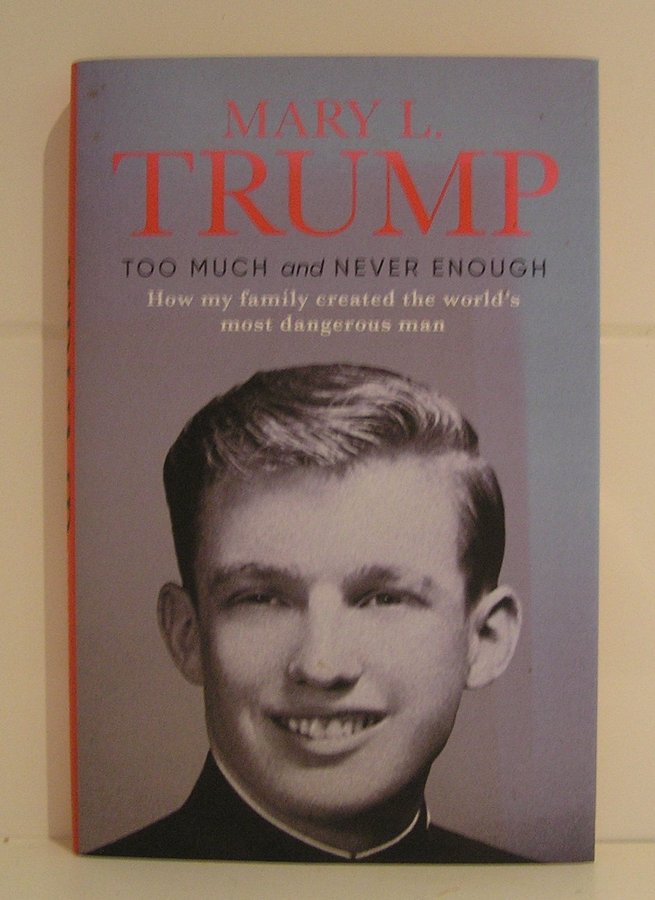 MARY L.
TRUMP
TOO MUCH and NEVER ENOUGH
How my family created the world's
most dangerous man